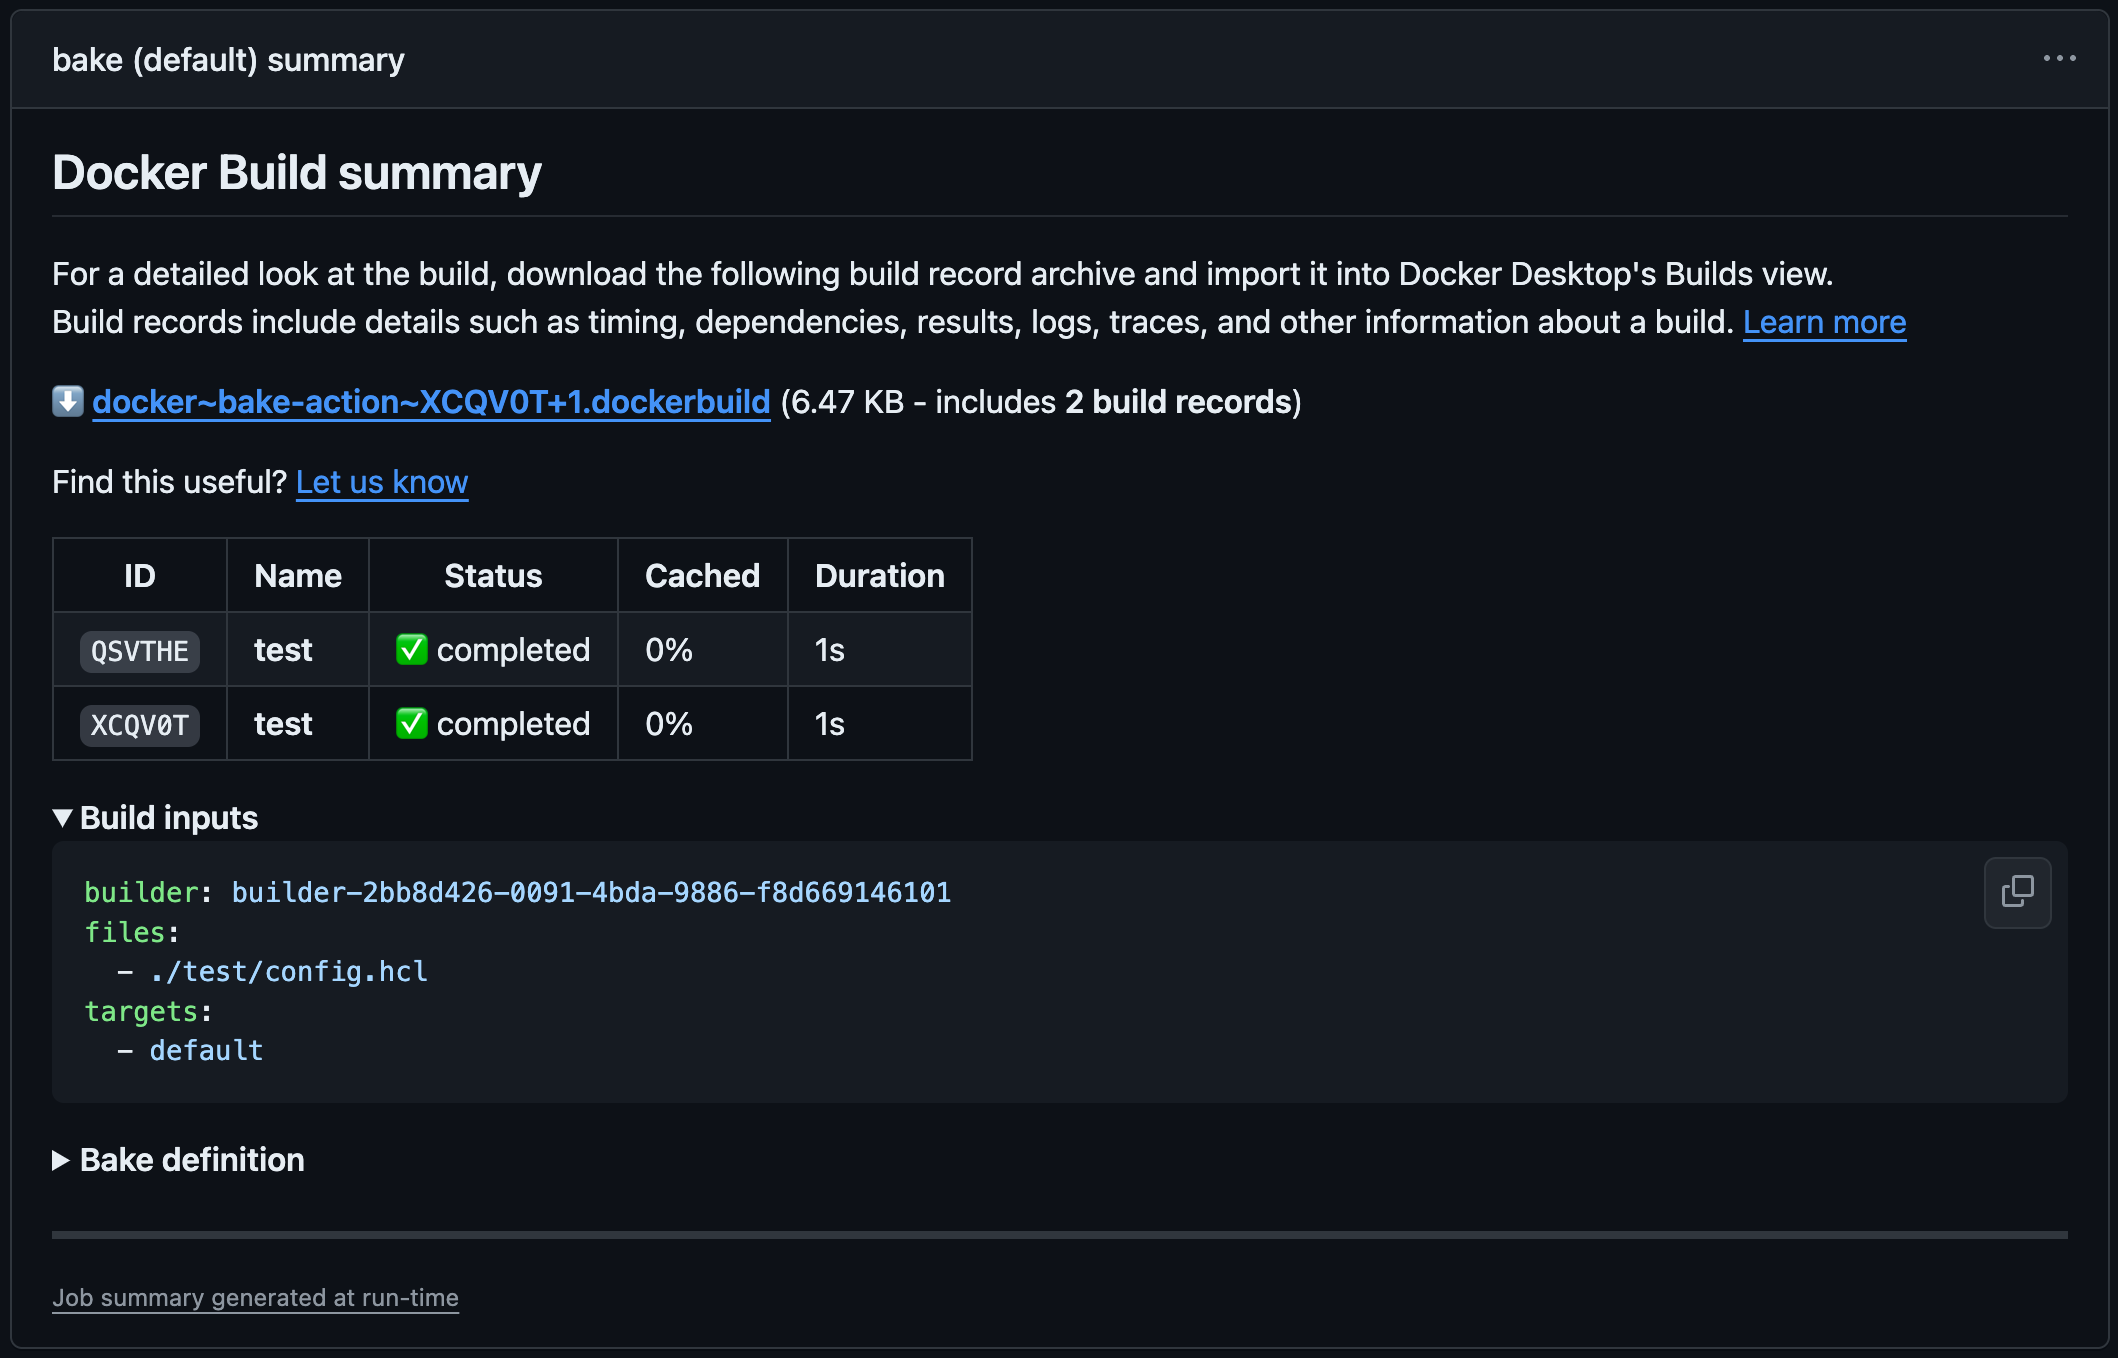 bake (default) summary
Docker Build summary
For a detailed look at the build, download the following build record archive and import it into Docker Desktop's Builds view.
Build records include details such as timing, dependencies, results, logs, traces, and other information about a build. Learn more
⬇️ docker~bake-action~XCQV0T+1.dockerbuild (6.47 KB - includes 2 build records)
Find this useful? Let us know
ID Name Status Cached Duration
QSVTHE test ✅ completed 0% 1s
XCQV0T test ✅ completed 0% 1s
▼ Build inputs
builder: builder-2bb8d426-0091-4bda-9886-f8d669146101
files:
  - ./test/config.hcl
targets:
  - default
▶ Bake definition
Job summary generated at run-time